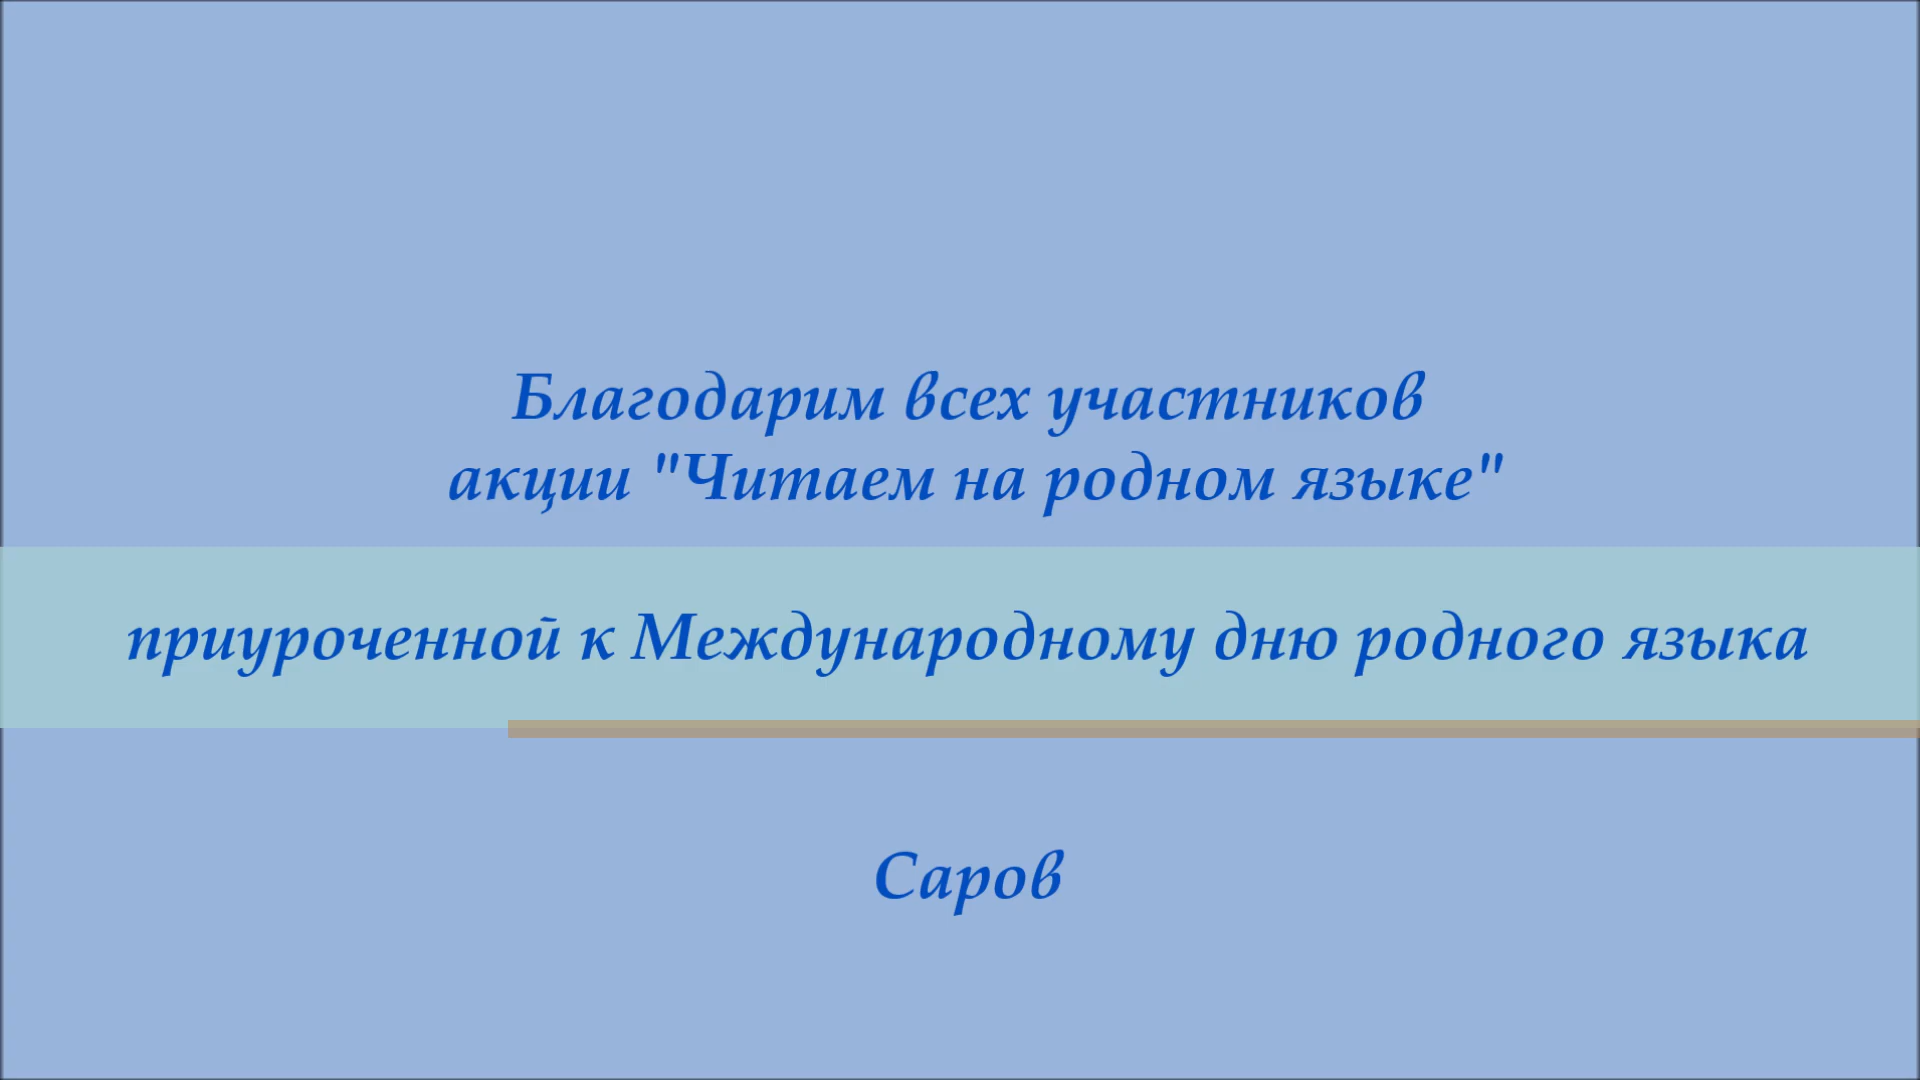 Благодарим всех участников
акции "Читаем на родном языке"
приуроченной к Международному дню родного языка
Саров